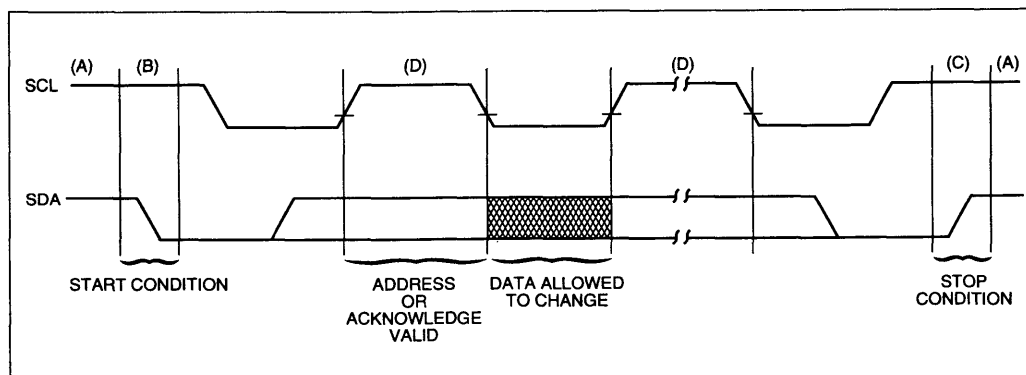 (A) (B) (D) (D) (C) (A)
SCL
SDA
START CONDITION
ADDRESS
OR
ACKNOWLEDGE
VALID
DATA ALLOWED
TO CHANGE
STOP
CONDITION